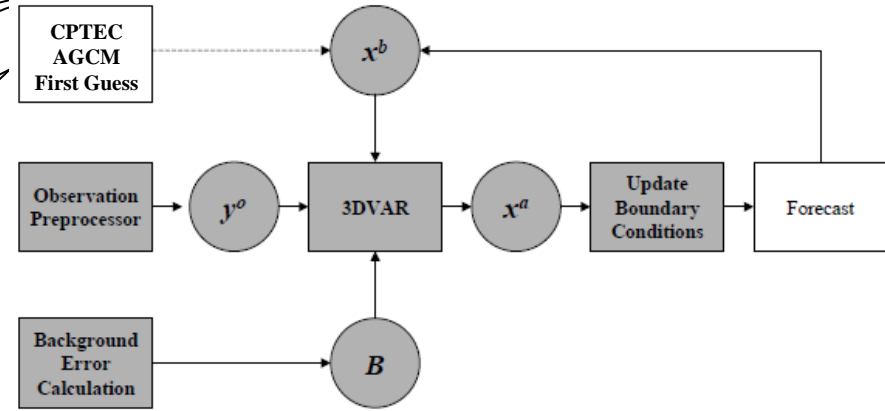 CPTEC
AGCM
First Guess
x^b
Observation
Preprocessor
y^o
3DVAR
x^a
Update
Boundary
Conditions
Forecast
Background
Error
Calculation
B